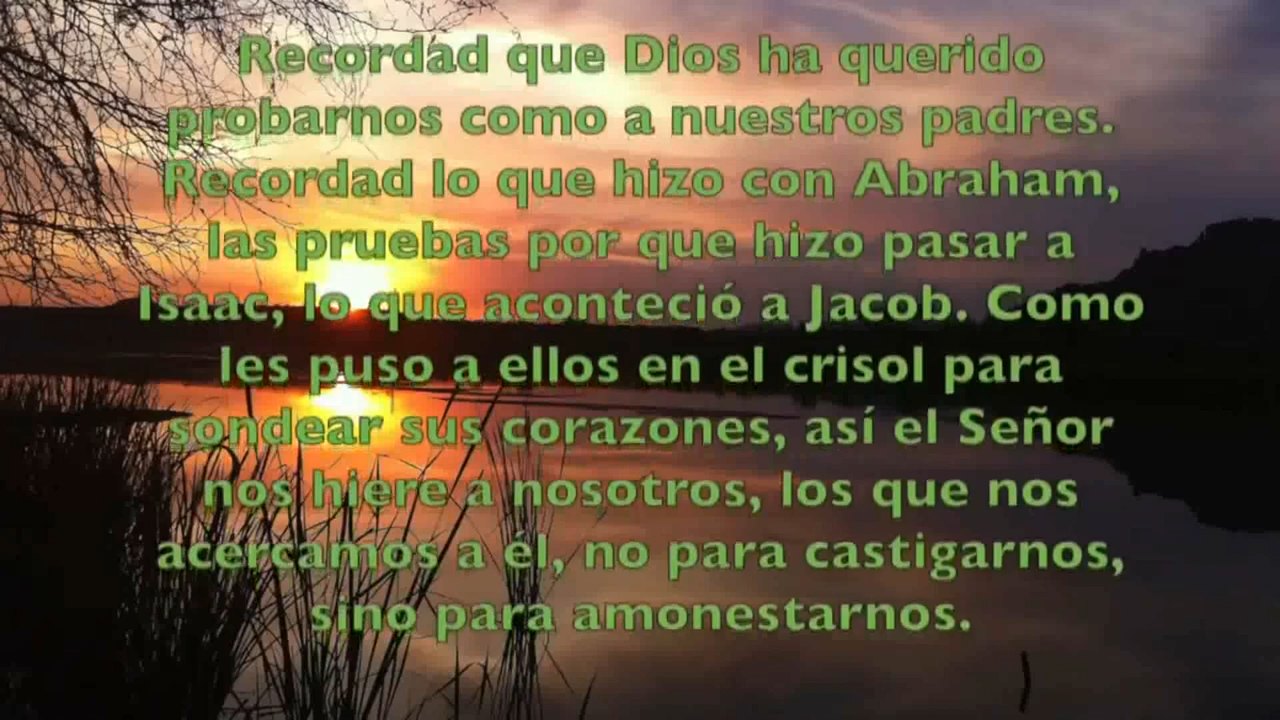 Recordad que Dios ha querido
probarnos como a nuestros padres.
Recordad lo que hizo con Abraham,
las pruebas por que hizo pasar a
Isaac, lo que aconteció a Jacob. Como
les puso a ellos en el crisol para
sondear sus corazones, así el Señor
nos hiere a nosotros, los que nos
acercamos a él, no para castigarnos,
sino para amonestarnos.